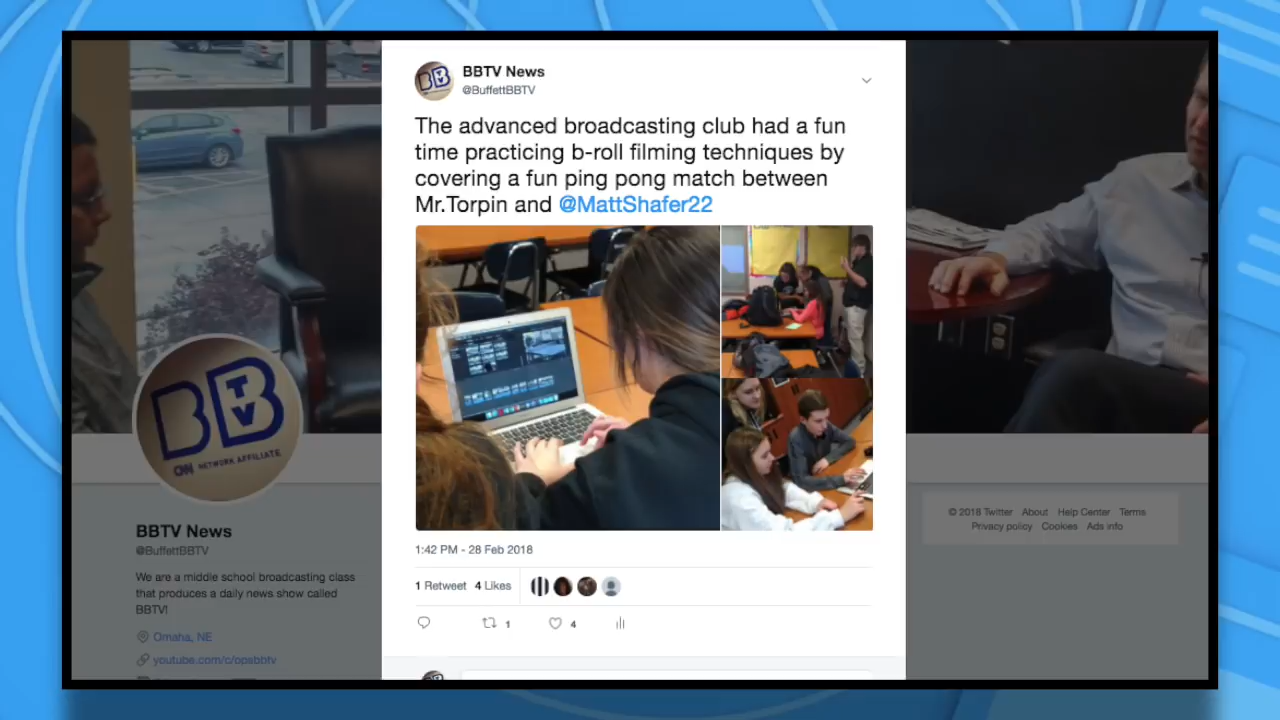 BBTV News
@BuffettBBTV
The advanced broadcasting club had a fun
time practicing b-roll filming techniques by
covering a fun ping pong match between
Mr.Torpin and @MattShafer22
1:42 PM - 28 Feb 2018
1 Retweet 4 Likes
1 4
BB
TV
CNN NETWORK AFFILIATE
BBTV News
@BuffettBBTV
We are a middle school broadcasting class
that produces a daily news show called
BBTV!
Omaha, NE
youtube.com/c/opsbbtv
© 2018 Twitter About Help Center Terms
Privacy policy Cookies Ads info